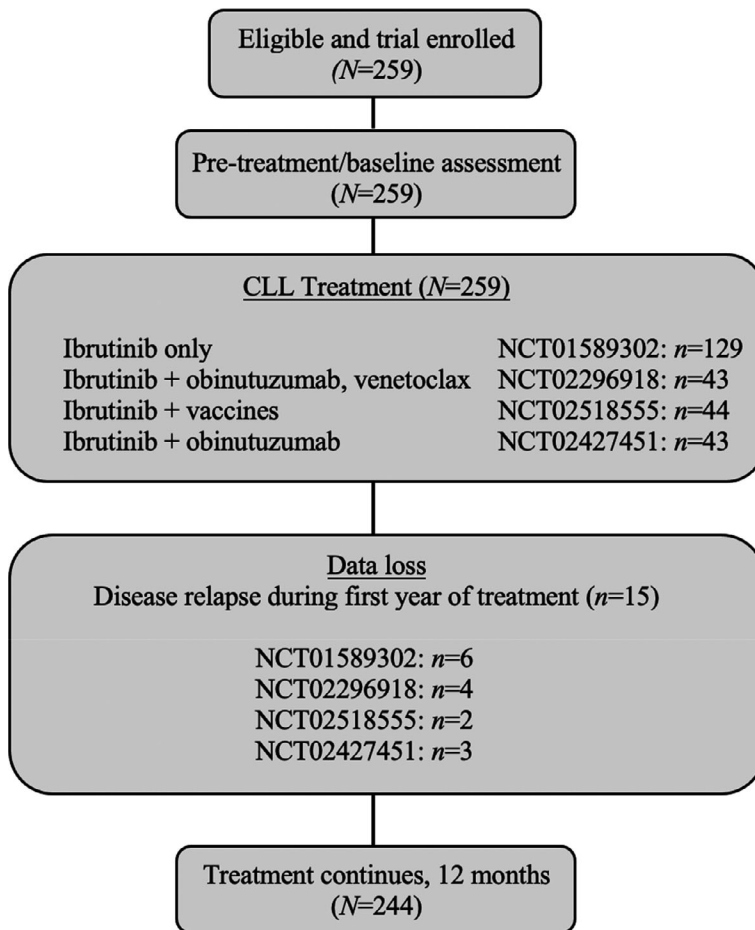 Eligible and trial enrolled
(N=259)
Pre-treatment/baseline assessment
(N=259)
CLL Treatment (N=259)
Ibrutinib only NCT01589302: n=129
Ibrutinib + obinutuzumab, venetoclax NCT02296918: n=43
Ibrutinib + vaccines NCT02518555: n=44
Ibrutinib + obinutuzumab NCT02427451: n=43
Data loss
Disease relapse during first year of treatment (n=15)
NCT01589302: n=6
NCT02296918: n=4
NCT02518555: n=2
NCT02427451: n=3
Treatment continues, 12 months
(N=244)